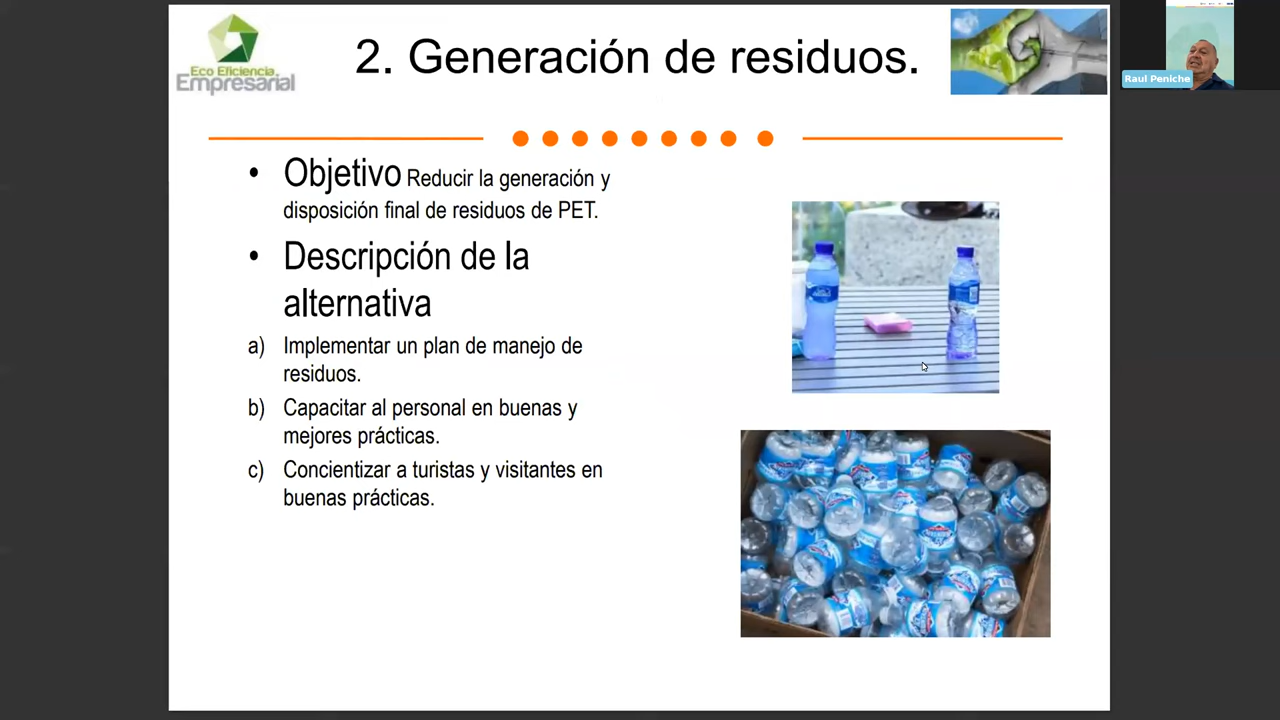 Eco Eficiencia
Empresarial
2. Generación de residuos.
Raul Peniche
• Objetivo Reducir la generación y
disposición final de residuos de PET.
• Descripción de la
alternativa
a) Implementar un plan de manejo de
residuos.
b) Capacitar al personal en buenas y
mejores prácticas.
c) Concientizar a turistas y visitantes en
buenas prácticas.